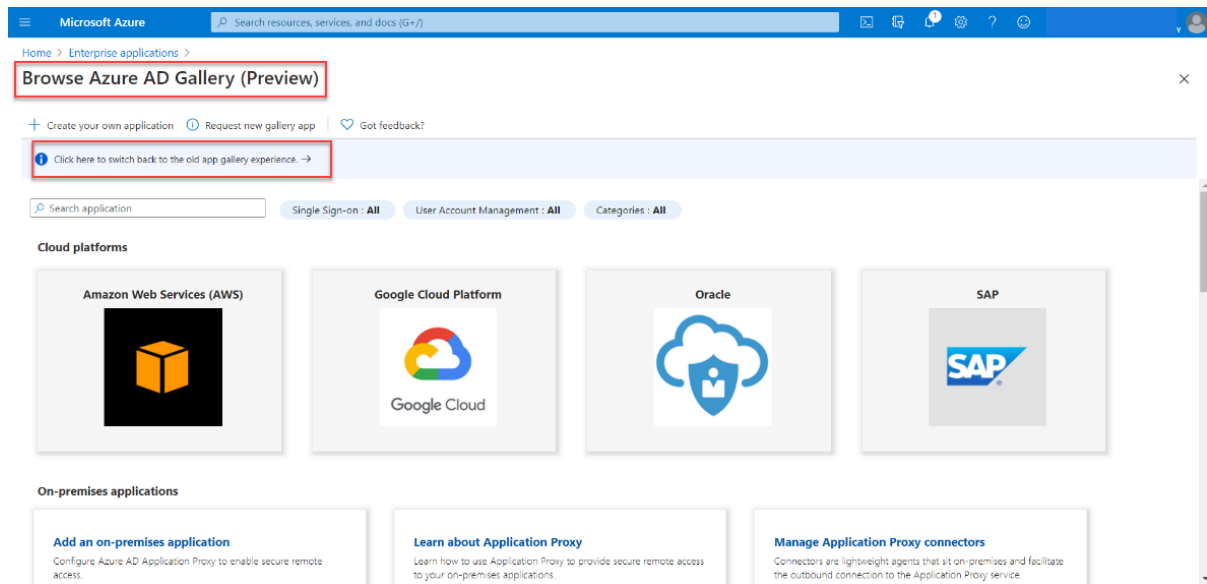 Microsoft Azure
Search resources, services, and docs (G+/)
1
Home > Enterprise applications >
Browse Azure AD Gallery (Preview)
Create your own application
Request new gallery app
Got feedback?
Click here to switch back to the old app gallery experience. →
Search application
Single Sign-on : All
User Account Management : All
Categories : All
Cloud platforms
Amazon Web Services (AWS)
Google Cloud Platform
Google Cloud
Oracle
SAP
SAP
On-premises applications
Add an on-premises application
Configure Azure AD Application Proxy to enable secure remote
access.
Learn about Application Proxy
Learn how to use Application Proxy to provide secure remote access
to your on-premises applications.
Manage Application Proxy connectors
Connectors are lightweight agents that sit on-premises and facilitate
the outbound connection to the Application Proxy service.